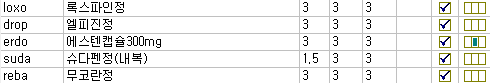 loxo 록스파인정 3 3 3
drop 엘피진정 3 3 3
erdo 에스텐캡슐300mg 3 3 3
suda 슈다펜정(내복) 1.5 3 3
reba 무코란정 3 3 3